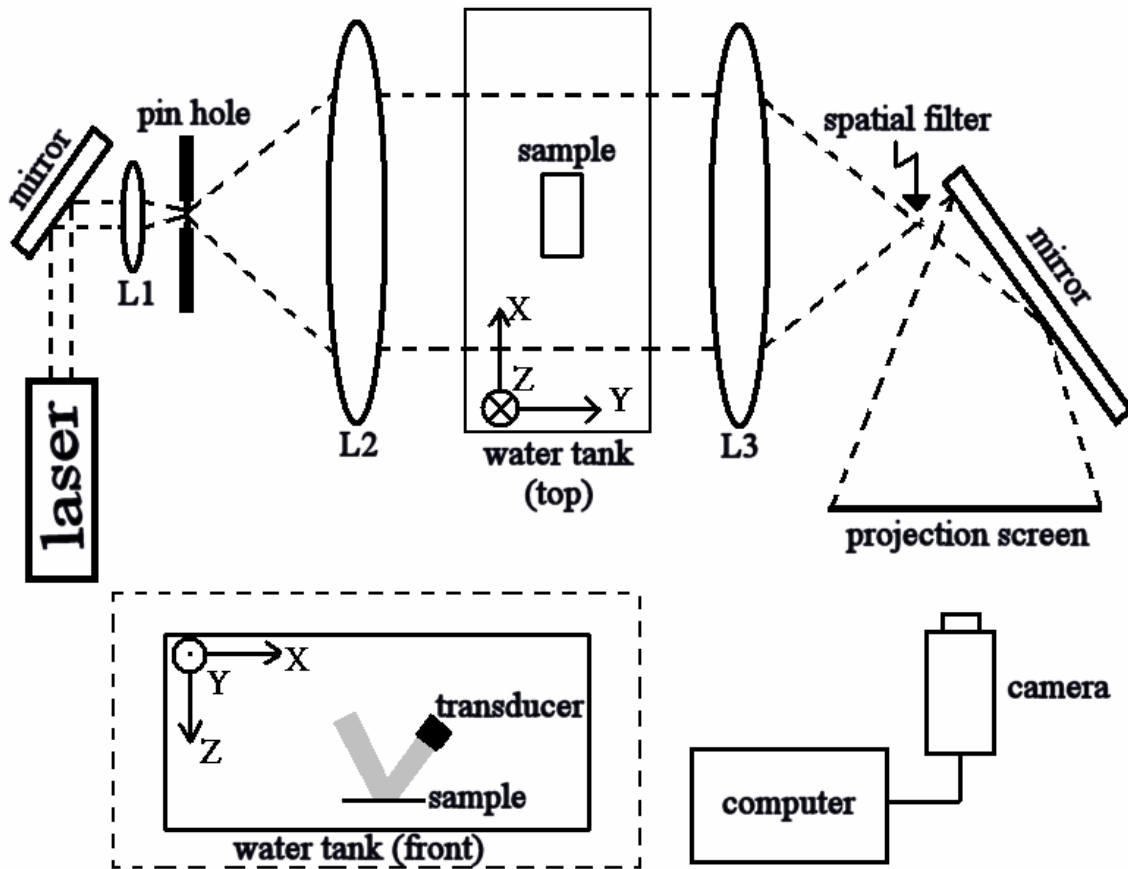 pin hole
mirror
L1
laser
L2
sample
X
Z
Y
water tank
(top)
L3
spatial filter
mirror
projection screen
X
Y
Z
transducer
sample
water tank (front)
camera
computer